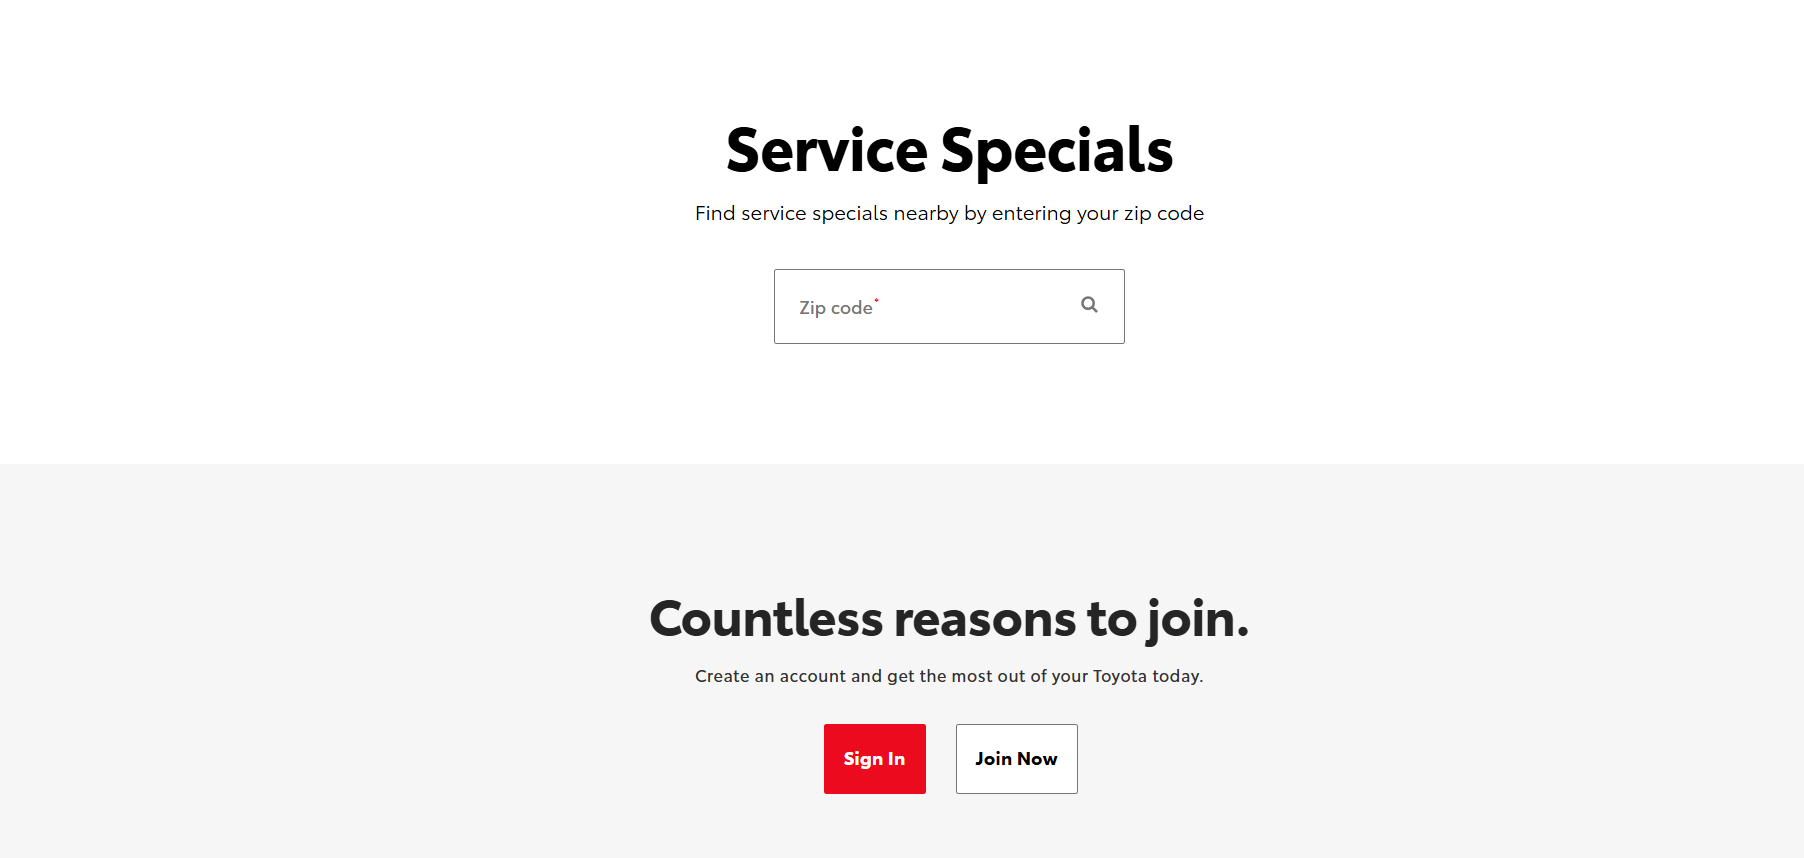 Service Specials
Find service specials nearby by entering your zip code
Zip code*
Countless reasons to join.
Create an account and get the most out of your Toyota today.
Sign In
Join Now